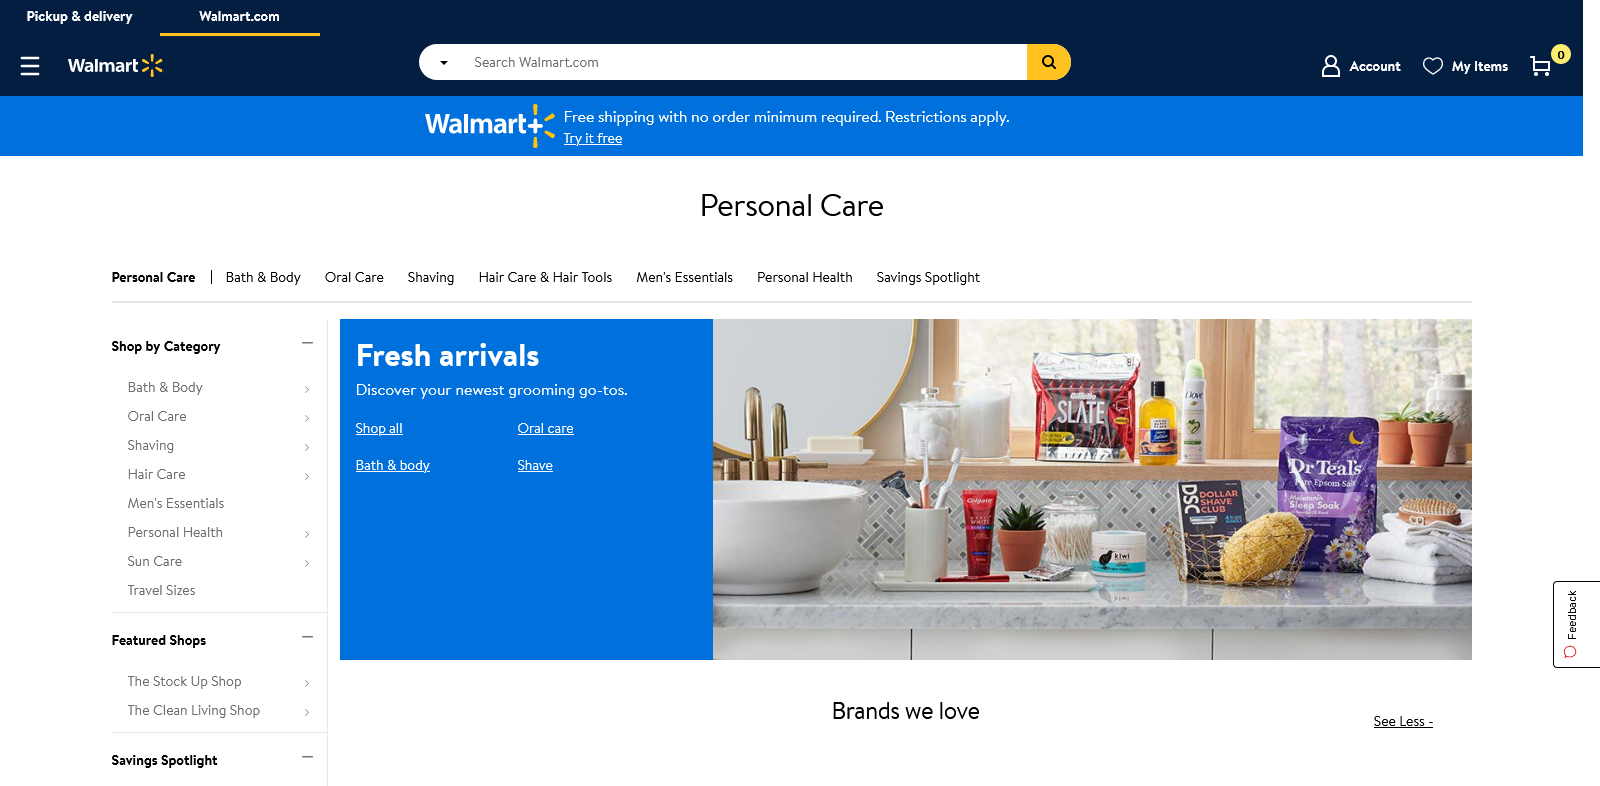 Pickup & delivery
Walmart.com
Walmart
Search Walmart.com
Account
My Items
0
Walmart+
Free shipping with no order minimum required. Restrictions apply.
Try it free
Personal Care
Personal Care
Bath & Body
Oral Care
Shaving
Hair Care & Hair Tools
Men's Essentials
Personal Health
Savings Spotlight
Shop by Category
Bath & Body
Oral Care
Shaving
Hair Care
Men's Essentials
Personal Health
Sun Care
Travel Sizes
Featured Shops
The Stock Up Shop
The Clean Living Shop
Savings Spotlight
Fresh arrivals
Discover your newest grooming go-tos.
Shop all
Oral care
Bath & body
Shave
Gillette
SLATE
Dove
Colgate
WHITE
kiwi
DSC
DOLLAR
SHAVE
CLUB
Dr Teal's
Pure Epsom Salt
Melatonin
Sleep Soak
Feedback
Brands we love
See Less -